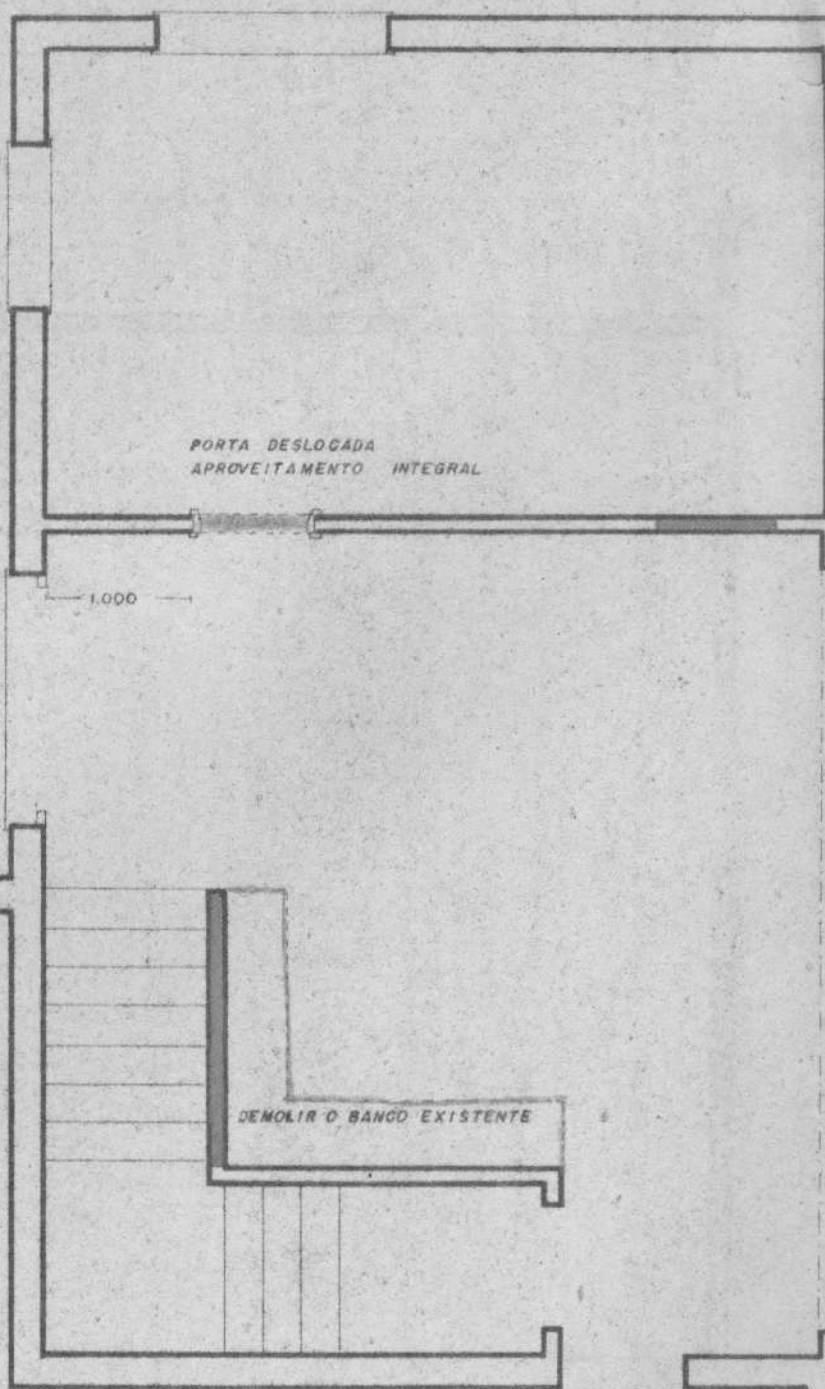 PORTA DESLOCADA
APROVEITAMENTO INTEGRAL
1.000
DEMOLIR O BANCO EXISTENTE